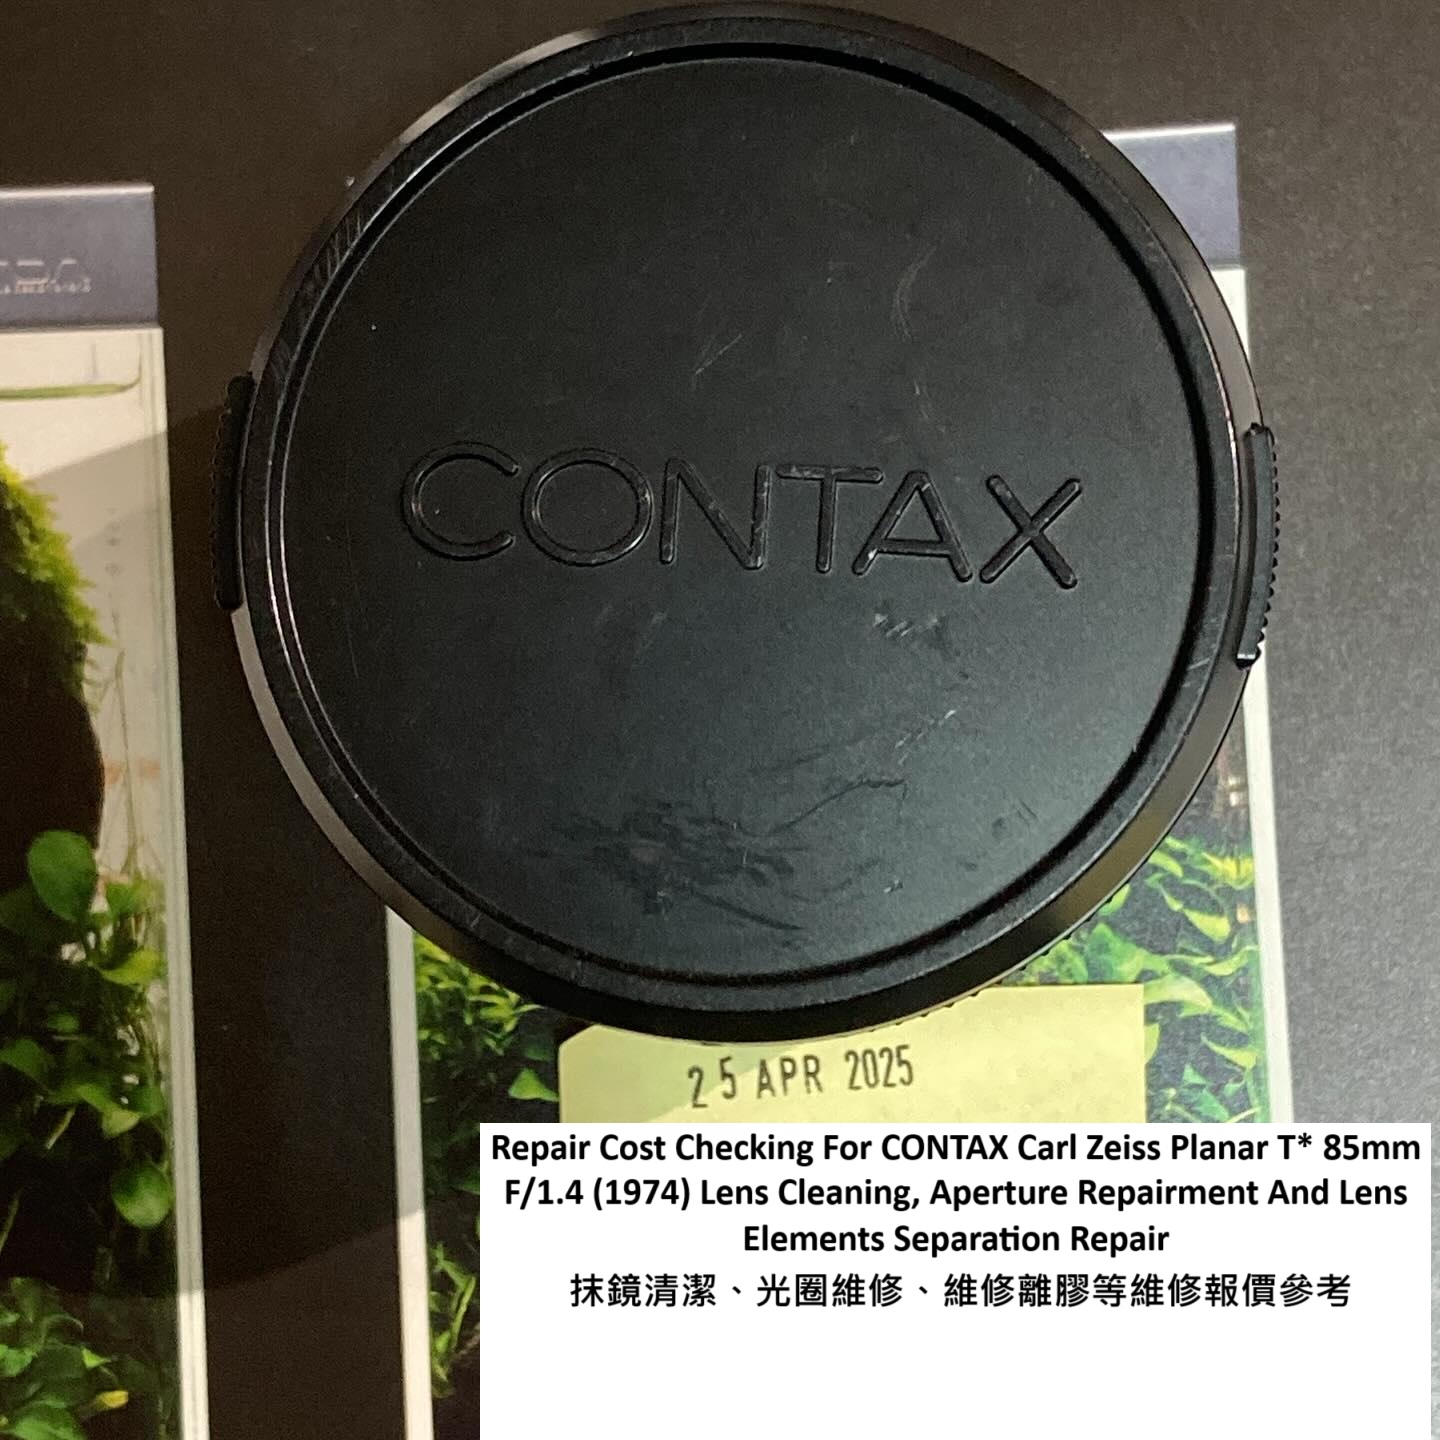 CONTAX
25 APR 2025
Repair Cost Checking For CONTAX Carl Zeiss Planar T* 85mm
F/1.4 (1974) Lens Cleaning, Aperture Repairment And Lens
Elements Separation Repair
抹鏡清潔、光圈維修、維修離膠等維修報價參考